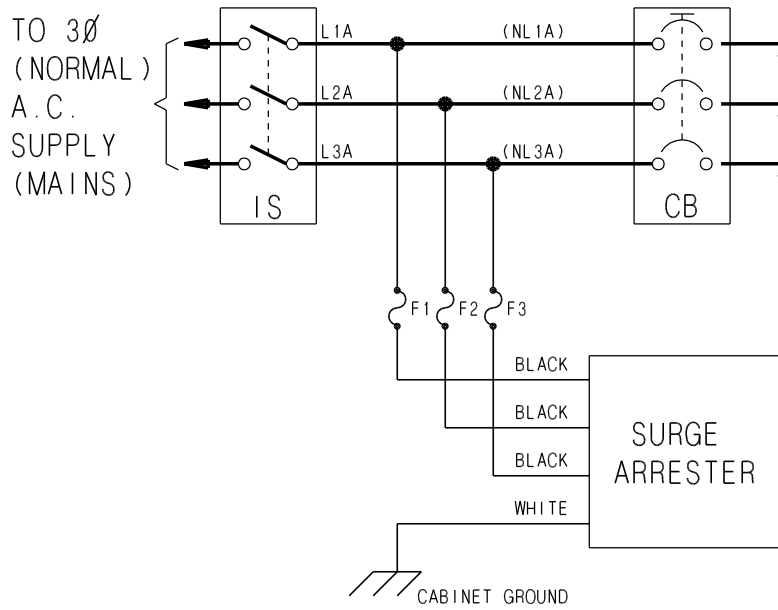 TO 3Ø
(NORMAL)
A.C.
SUPPLY
(MAINS)
L1A
(NL1A)
L2A
(NL2A)
L3A
(NL3A)
IS
CB
F1
F2
F3
BLACK
BLACK
BLACK
WHITE
SURGE
ARRESTER
CABINET GROUND